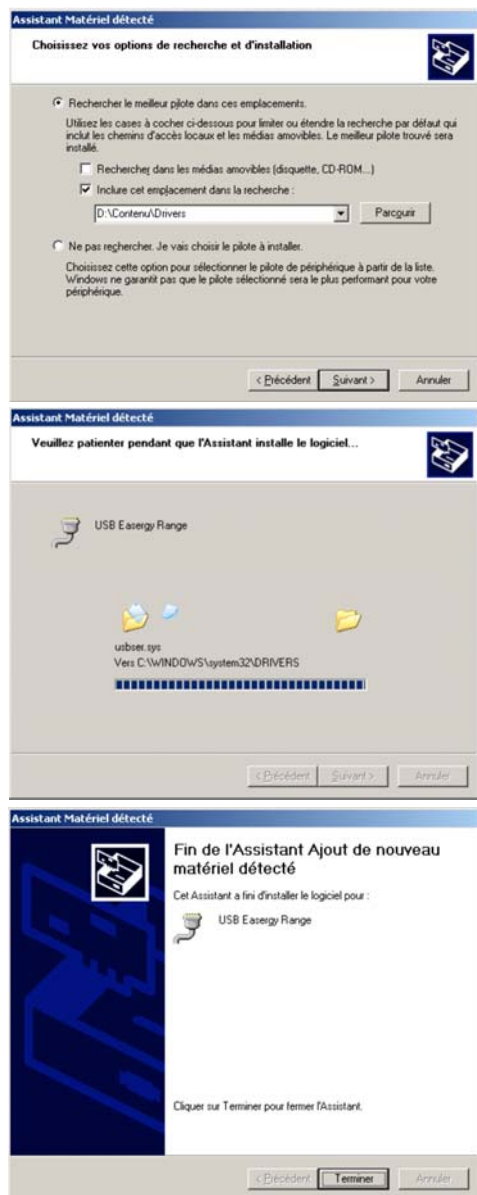 Assistant Matériel détecté
Choisissez vos options de recherche et d'installation
Rechercher le meilleur pilote dans ces emplacements.
Utilisez les cases à cocher ci-dessous pour limiter ou étendre la recherche par défaut qui
inclut les chemins d'accès locaux et les médias amovibles. Le meilleur pilote trouvé sera
installé.
Rechercher dans les médias amovibles (disquette, CD-ROM...)
Inclure cet emplacement dans la recherche :
D:\Contenu\Drivers
Parcourir
Ne pas rechercher. Je vais choisir le pilote à installer.
Choisissez cette option pour sélectionner le pilote de périphérique à partir de la liste.
Windows ne garantit pas que le pilote sélectionné sera le plus performant pour votre
périphérique.
< Précédent Suivant > Annuler
Assistant Matériel détecté
Veuillez patienter pendant que l'Assistant installe le logiciel...
USB Easergy Range
usbser.sys
Vers C:\WINDOWS\system32\DRIVERS
< Précédent Suivant > Annuler
Assistant Matériel détecté
Fin de l'Assistant Ajout de nouveau
matériel détecté
Cet Assistant a fini d'installer le logiciel pour :
USB Easergy Range
Cliquer sur Terminer pour fermer l'Assistant.
< Précédent Terminer Annuler